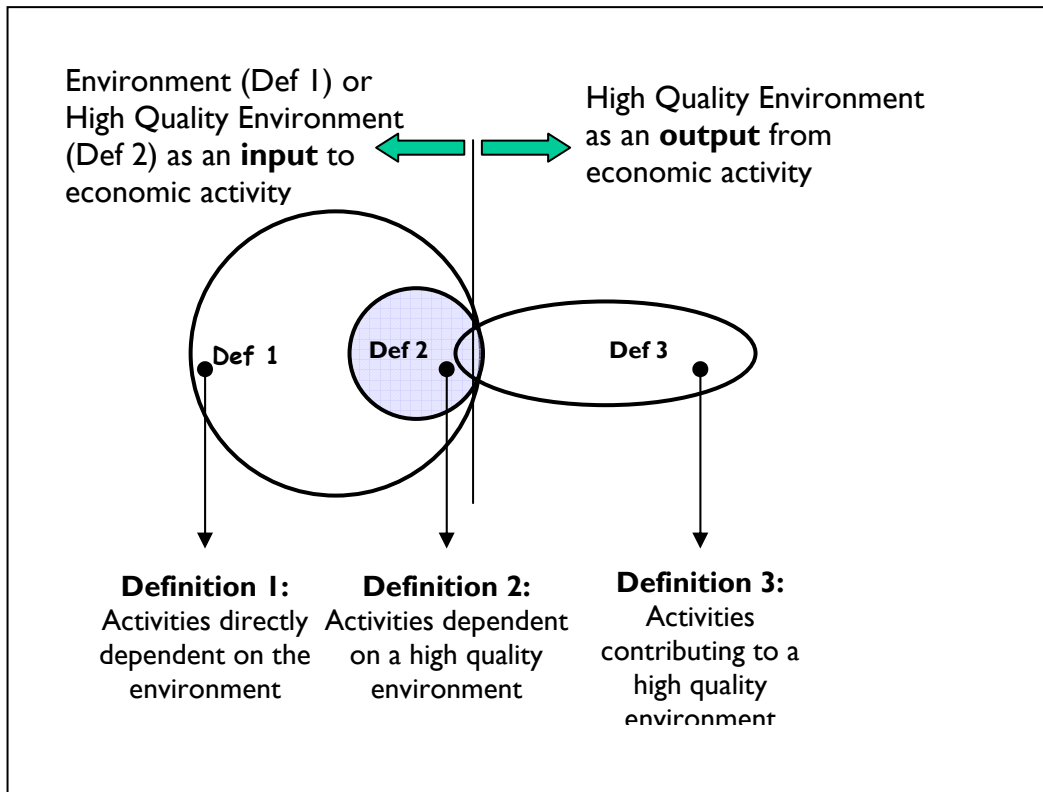 Environment (Def 1) or
High Quality Environment
(Def 2) as an input to
economic activity
High Quality Environment
as an output from
economic activity
Def 1
Def 2
Def 3
Definition 1:
Activities directly
dependent on the
environment
Definition 2:
Activities dependent
on a high quality
environment
Definition 3:
Activities
contributing to a
high quality
environment